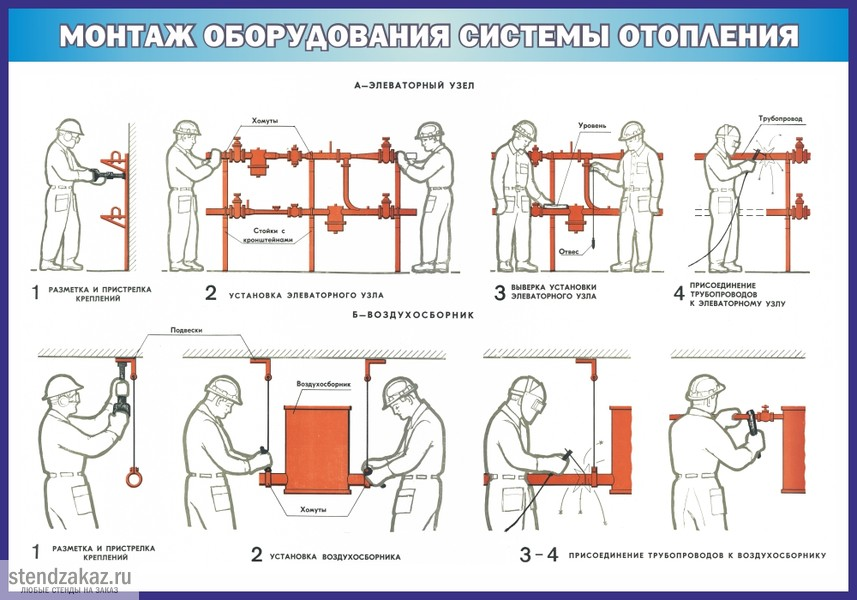 МОНТАЖ ОБОРУДОВАНИЯ СИСТЕМЫ ОТОПЛЕНИЯ
А—ЭЛЕВАТОРНЫЙ УЗЕЛ
Хомуты
Стойки с
кронштейнами
Уровень
Отвес
Трубопровод
1 РАЗМЕТКА И ПРИСТРЕЛКА
КРЕПЛЕНИЙ
2 УСТАНОВКА ЭЛЕВАТОРНОГО УЗЛА
3 ВЫВЕРКА УСТАНОВКИ
ЭЛЕВАТОРНОГО УЗЛА
4 ПРИСОЕДИНЕНИЕ
ТРУБОПРОВОДОВ
К ЭЛЕВАТОРНОМУ УЗЛУ
Б—ВОЗДУХОСБОРНИК
Подвески
Воздухосборник
Хомуты
1 РАЗМЕТКА И ПРИСТРЕЛКА
КРЕПЛЕНИЙ
2 УСТАНОВКА ВОЗДУХОСБОРНИКА
3–4 ПРИСОЕДИНЕНИЕ ТРУБОПРОВОДОВ К ВОЗДУХОСБОРНИКУ
stendzakaz.ru
ЛЮБЫЕ СТЕНДЫ НА ЗАКАЗ